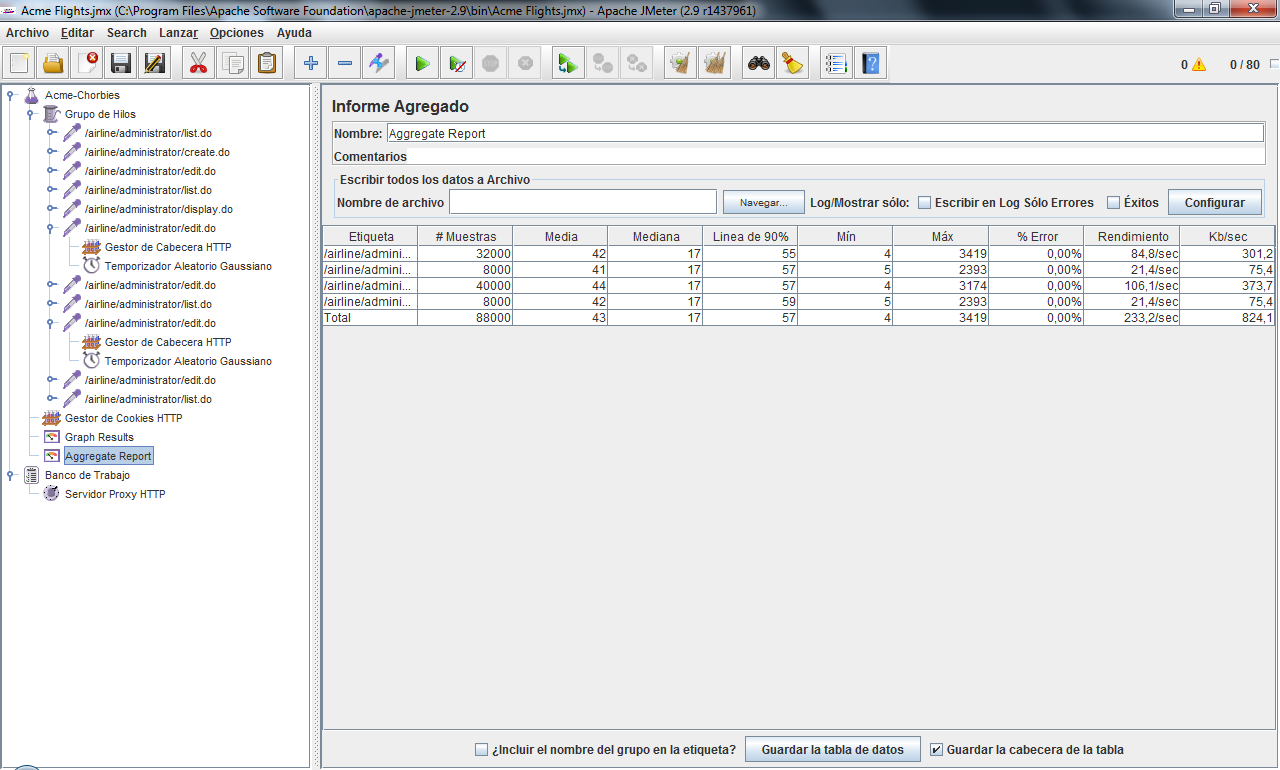 Acme Flights.jmx (C:\Program Files\Apache Software Foundation\apache-jmeter-2.9\bin\Acme Flights.jmx) - Apache JMeter (2.9 r1437961)
Archivo Editar Search Lanzar Opciones Ayuda
0 0 / 80
Acme-Chorbies
Grupo de Hilos
/airline/administrator/list.do
/airline/administrator/create.do
/airline/administrator/edit.do
/airline/administrator/list.do
/airline/administrator/display.do
/airline/administrator/edit.do
Gestor de Cabecera HTTP
Temporizador Aleatorio Gaussiano
/airline/administrator/edit.do
/airline/administrator/list.do
/airline/administrator/edit.do
Gestor de Cabecera HTTP
Temporizador Aleatorio Gaussiano
/airline/administrator/edit.do
/airline/administrator/list.do
Gestor de Cookies HTTP
Graph Results
Aggregate Report
Banco de Trabajo
Servidor Proxy HTTP
Informe Agregado
Nombre: Aggregate Report
Comentarios
Escribir todos los datos a Archivo
Nombre de archivo Navegar... Log/Mostrar sólo: Escribir en Log Sólo Errores Éxitos Configurar
Etiqueta # Muestras Media Mediana Linea de 90% Mín Máx % Error Rendimiento Kb/sec
/airline/admini... 32000 42 17 55 4 3419 0,00% 84,8/sec 301,2
/airline/admini... 8000 41 17 57 5 2393 0,00% 21,4/sec 75,4
/airline/admini... 40000 44 17 57 4 3174 0,00% 106,1/sec 373,7
/airline/admini... 8000 42 17 59 5 2393 0,00% 21,4/sec 75,4
Total 88000 43 17 57 4 3419 0,00% 233,2/sec 824,1
¿Incluir el nombre del grupo en la etiqueta? Guardar la tabla de datos Guardar la cabecera de la tabla